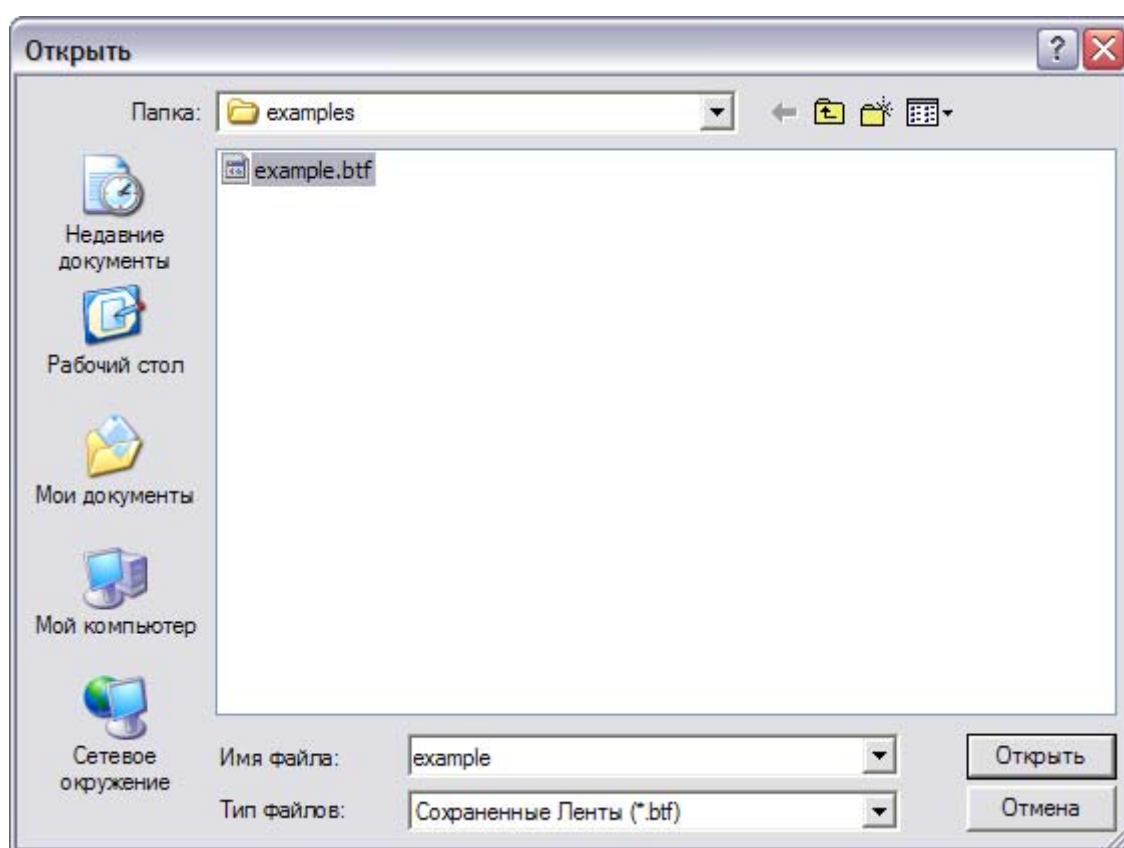 Открыть
Папка: examples
example.btf
Недавние
документы
Рабочий стол
Мои документы
Мой компьютер
Сетевое
окружение
Имя файла: example Открыть
Тип файлов: Сохраненные Ленты (*.btf) Отмена